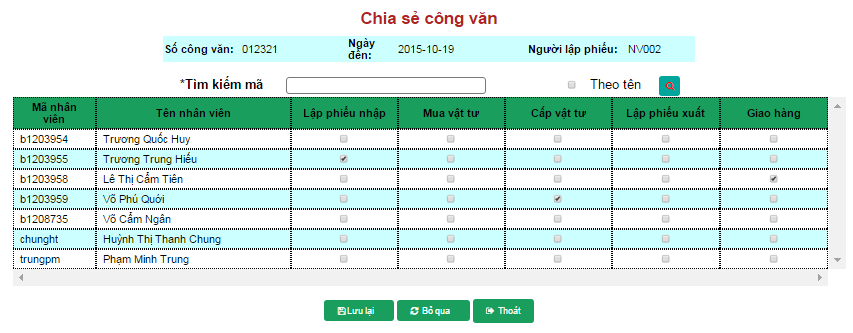 Chia sẻ công văn
Số công văn: 012321 Ngày đến: 2015-10-19 Người lập phiếu: NV002
*Tìm kiếm mã Theo tên
Mã nhân viên Tên nhân viên Lập phiếu nhập Mua vật tư Cấp vật tư Lập phiếu xuất Giao hàng
b1203954 Trương Quốc Huy
b1203955 Trương Trung Hiếu
b1203958 Lê Thị Cẩm Tiên
b1203959 Võ Phú Quới
b1208735 Võ Cẩm Ngân
chunght Huỳnh Thị Thanh Chung
trungpm Phạm Minh Trung
Lưu lại Bỏ qua Thoát